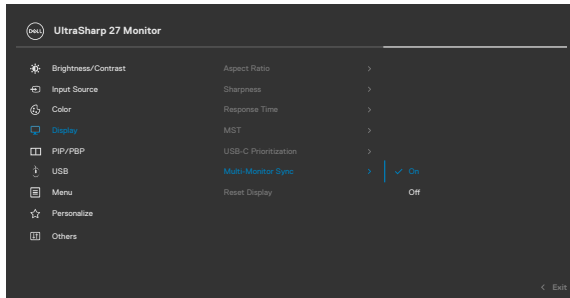 DELL UltraSharp 27 Monitor
Brightness/Contrast Aspect Ratio >
Input Source Sharpness >
Color Response Time >
Display MST >
PIP/PBP USB-C Prioritization >
USB Multi-Monitor Sync > ✓ On
Menu Reset Display Off
Personalize
Others
< Exit